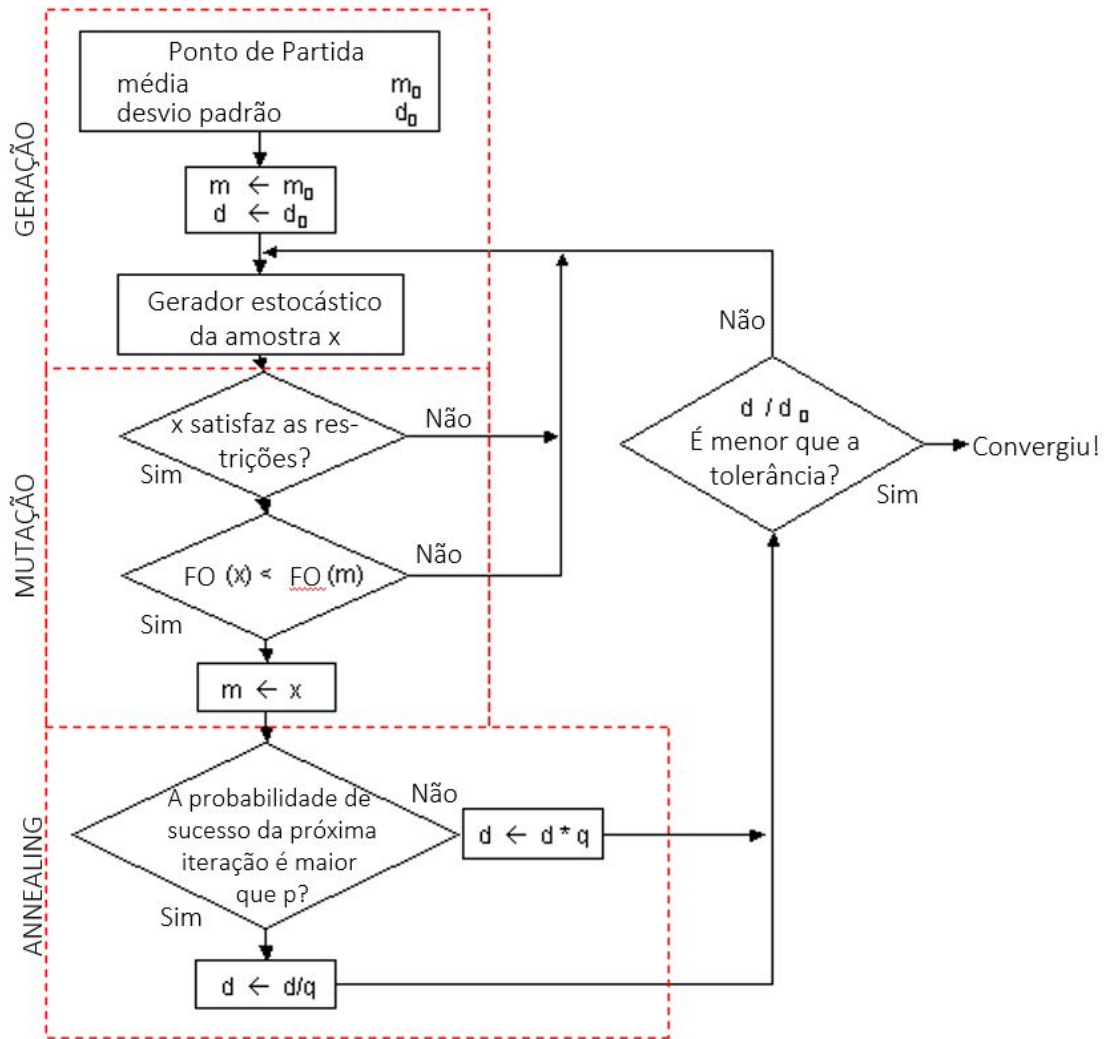 GERAÇÃO
Ponto de Partida
média m₀
desvio padrão d₀
m ← m₀
d ← d₀
Gerador estocástico
da amostra x
MUTAÇÃO
x satisfaz as res-
trições?
Não
Sim
FO (x) < FO (m)
Não
Sim
m ← x
ANNEALING
A probabilidade de
sucesso da próxima
iteração é maior
que p?
Não
d ← d * q
Sim
d ← d/q
Não
d / d₀
É menor que a
tolerância?
Sim
Convergiu!